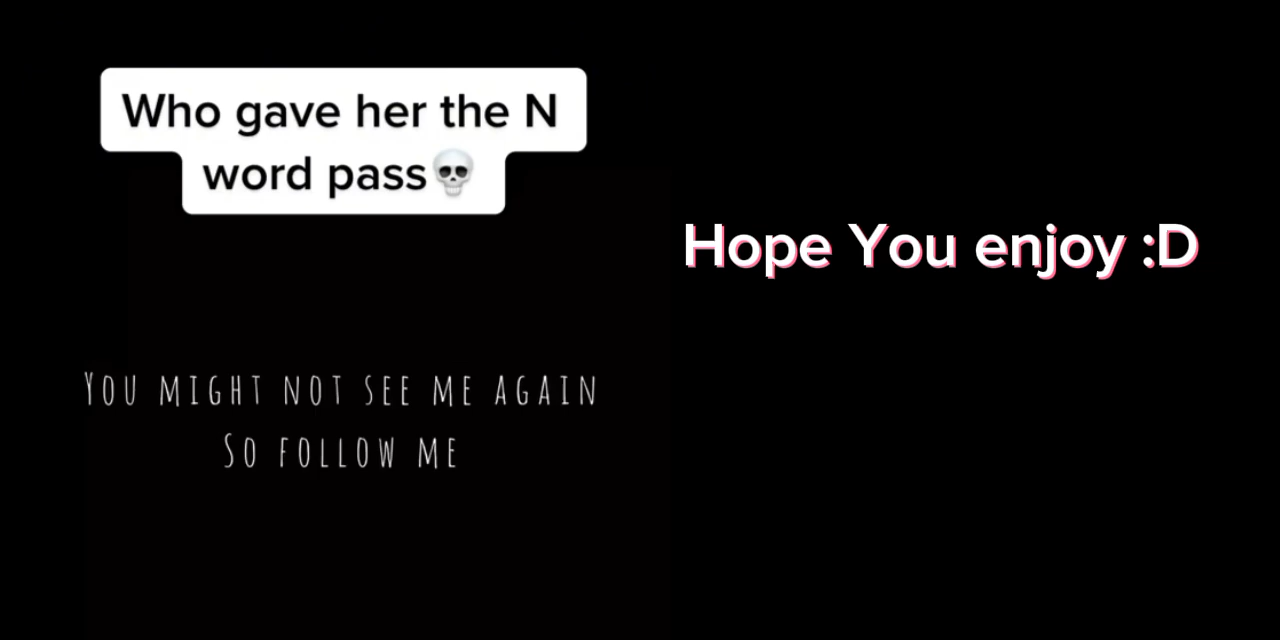 Who gave her the N
word pass💀
Hope You enjoy :D
You might not see me again
So follow me